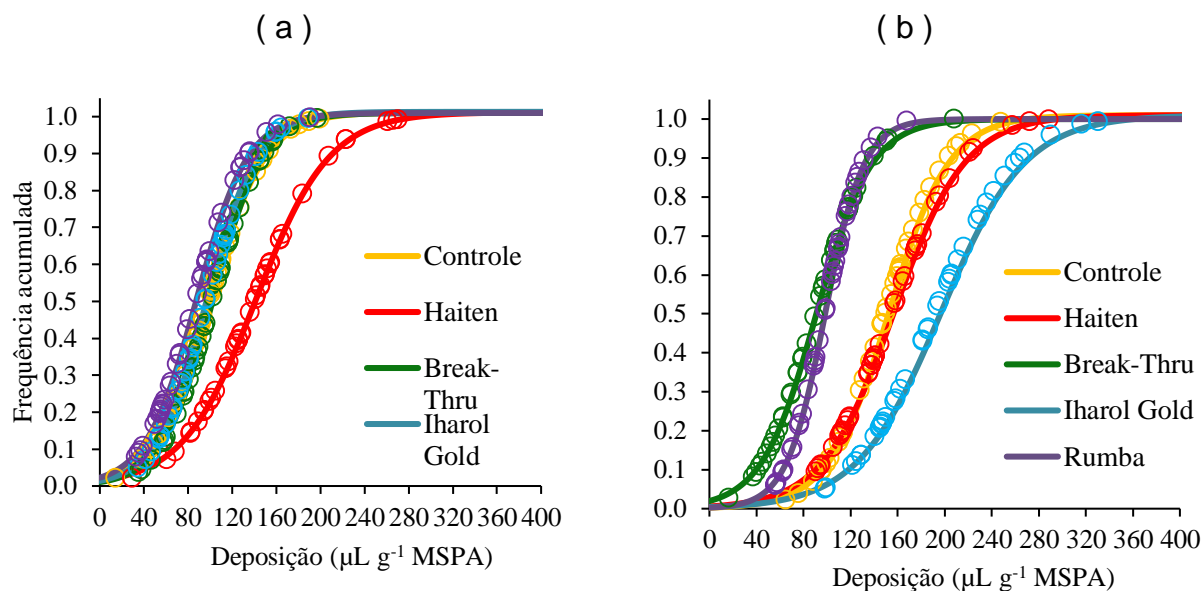 ( a )
1.0
0.9
0.8
0.7
0.6
0.5
0.4
0.3
0.2
0.1
0.0
Frequência acumulada
0 40 80 120 160 200 240 280 320 360 400
Deposição (µL g⁻¹ MSPA)
Controle
Haiten
Break-
Thru
Iharol
Gold
( b )
1.0
0.9
0.8
0.7
0.6
0.5
0.4
0.3
0.2
0.1
0.0
0 40 80 120 160 200 240 280 320 360 400
Deposição (µL g⁻¹ MSPA)
Controle
Haiten
Break-Thru
Iharol Gold
Rumba